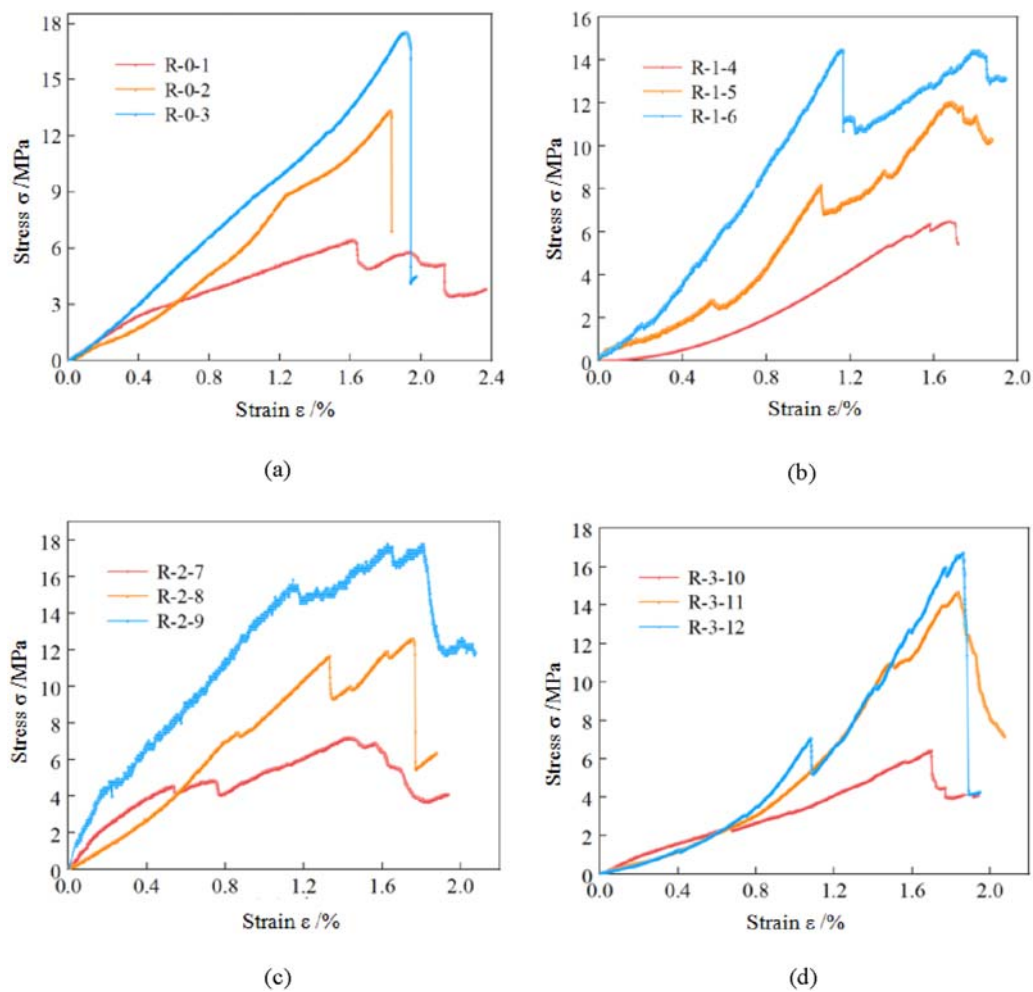 18
15
12
9
6
3
0
Stress σ /MPa
R-0-1
R-0-2
R-0-3
0.0 0.4 0.8 1.2 1.6 2.0 2.4
Strain ε /%
(a)
16
14
12
10
8
6
4
2
0
Stress σ /MPa
R-1-4
R-1-5
R-1-6
0.0 0.4 0.8 1.2 1.6 2.0
Strain ε/%
(b)
18
16
14
12
10
8
6
4
2
0
Stress σ /MPa
R-2-7
R-2-8
R-2-9
0.0 0.4 0.8 1.2 1.6 2.0
Strain ε /%
(c)
18
16
14
12
10
8
6
4
2
0
Stress σ /MPa
R-3-10
R-3-11
R-3-12
0.0 0.4 0.8 1.2 1.6 2.0
Strain ε /%
(d)